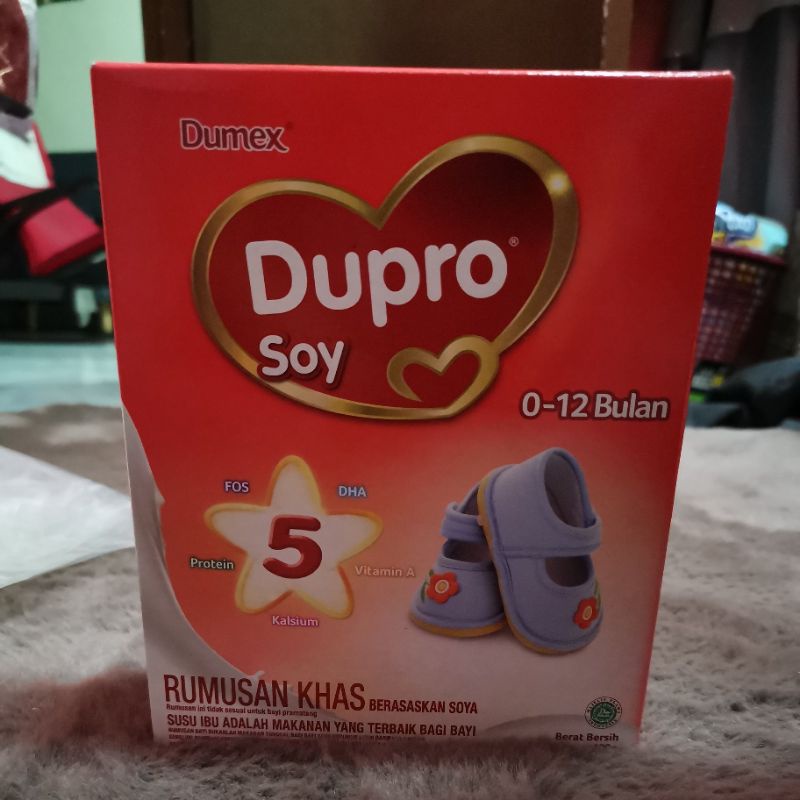 Dumex
Dupro®
Soy
0-12 Bulan
FOS
DHA
5
Protein
Vitamin A
Kalsium
RUMUSAN KHAS BERASASKAN SOYA
Rumusan ini tidak sesuai untuk bayi pramatang
SUSU IBU ADALAH MAKANAN YANG TERBAIK BAGI BAYI
Berat Bersih